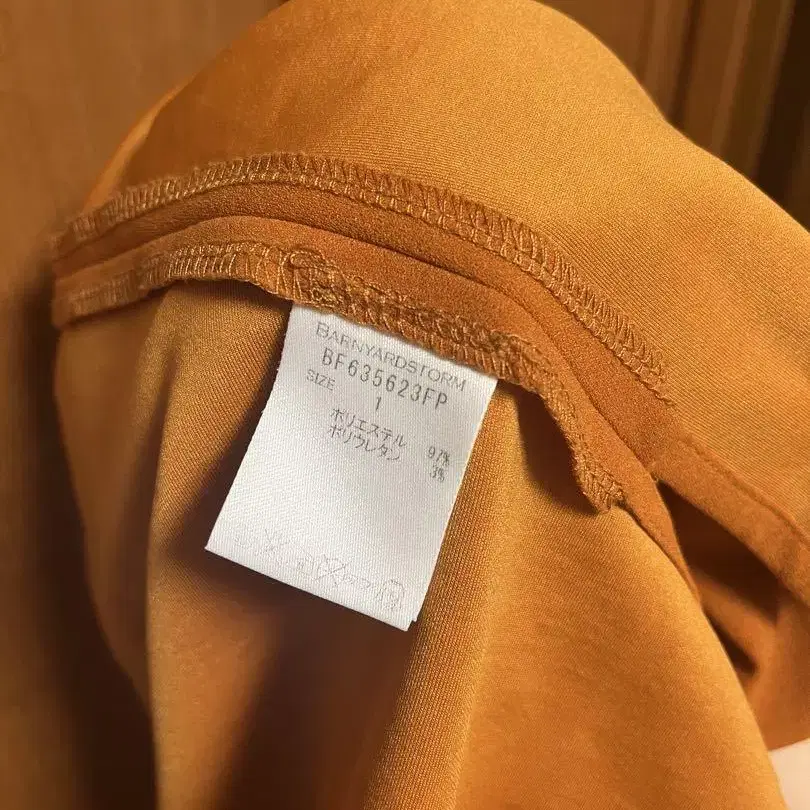 BARNYARDSTORM
BF635623FP
SIZE
1
ポリエステル 97%
ポリウレタン 3%